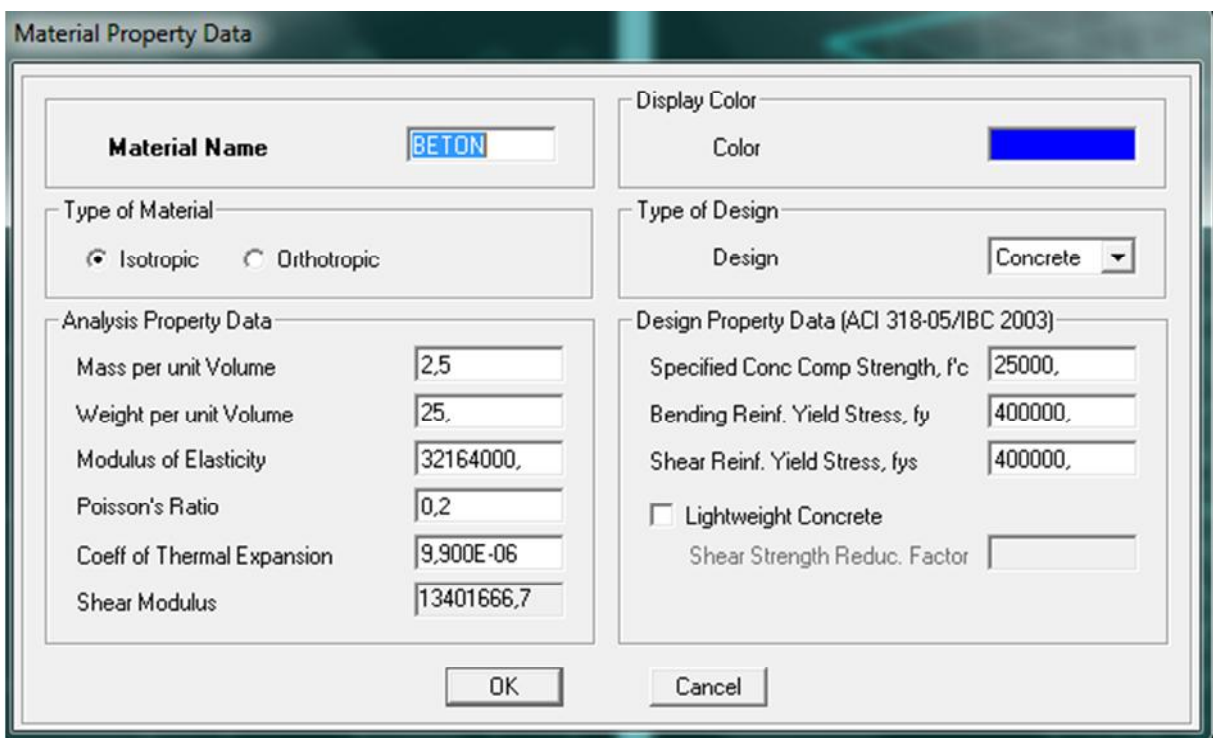 Material Property Data
Material Name BETON
Display Color
Color
Type of Material
Isotropic Orthotropic
Type of Design
Design Concrete
Analysis Property Data
Mass per unit Volume 2,5
Weight per unit Volume 25,
Modulus of Elasticity 32164000,
Poisson's Ratio 0,2
Coeff of Thermal Expansion 9,900E-06
Shear Modulus 13401666,7
Design Property Data (ACI 318-05/IBC 2003)
Specified Conc Comp Strength, f'c 25000,
Bending Reinf. Yield Stress, fy 400000,
Shear Reinf. Yield Stress, fys 400000,
Lightweight Concrete
Shear Strength Reduc. Factor
OK Cancel